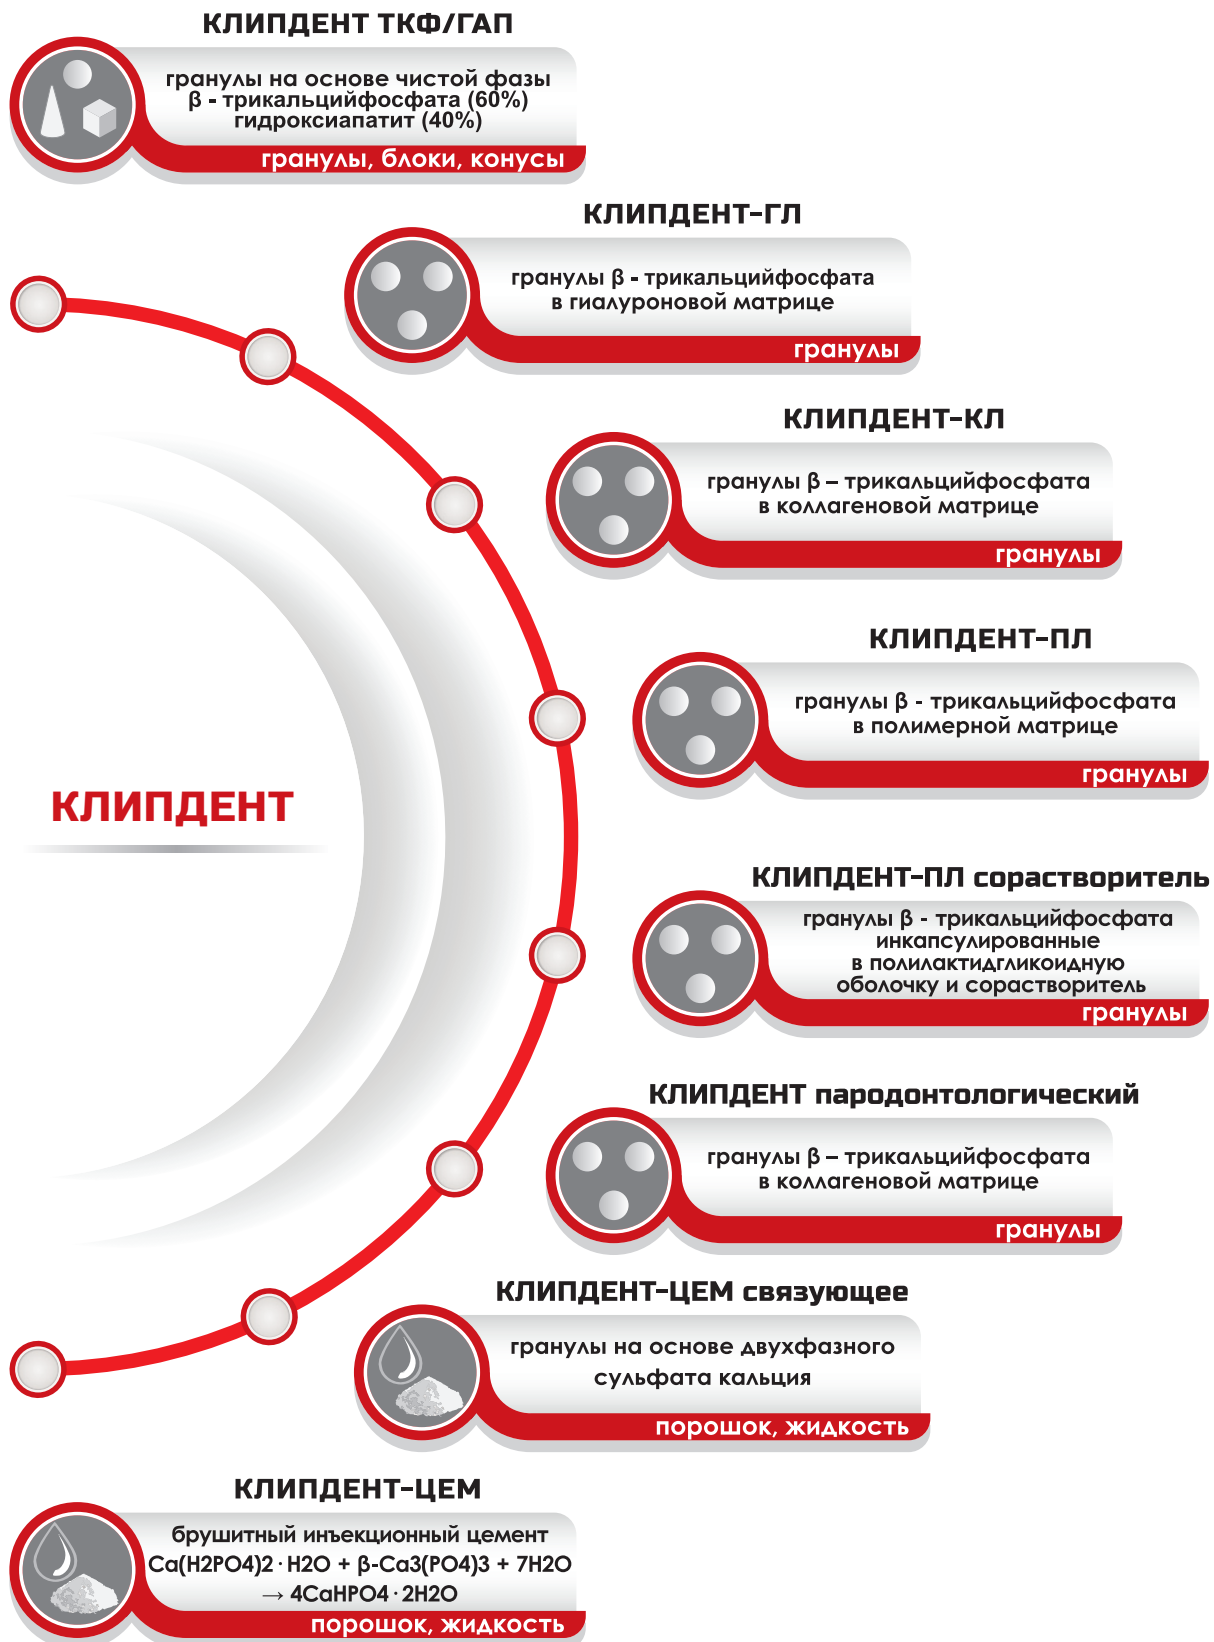 КЛИПДЕНТ ТКФ/ГАП
гранулы на основе чистой фазы
β - трикальцийфосфата (60%)
гидроксиапатит (40%)
гранулы, блоки, конусы
КЛИПДЕНТ-ГЛ
гранулы β - трикальцийфосфата
в гиалуроновой матрице
гранулы
КЛИПДЕНТ-КЛ
гранулы β – трикальцийфосфата
в коллагеновой матрице
гранулы
КЛИПДЕНТ-ПЛ
гранулы β - трикальцийфосфата
в полимерной матрице
гранулы
КЛИПДЕНТ
КЛИПДЕНТ-ПЛ сорастворитель
гранулы β - трикальцийфосфата
инкапсулированные
в полилактидгликоидную
оболочку и сорастворитель
гранулы
КЛИПДЕНТ пародонтологический
гранулы β – трикальцийфосфата
в коллагеновой матрице
гранулы
КЛИПДЕНТ-ЦЕМ связующее
гранулы на основе двухфазного
сульфата кальция
порошок, жидкость
КЛИПДЕНТ-ЦЕМ
брушитный инъекционный цемент
Ca(H2PO4)2 · H2O + β-Ca3(PO4)3 + 7H2O
→ 4CaHPO4 · 2H2O
порошок, жидкость